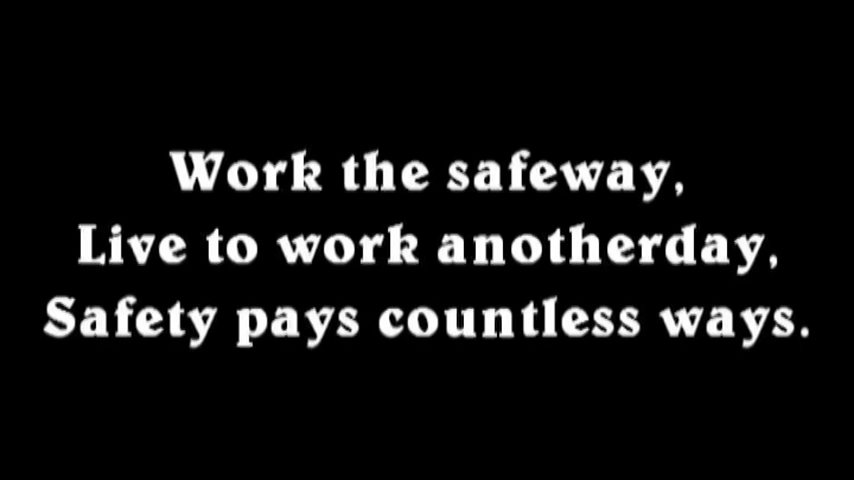 Work the safeway,
Live to work anotherday,
Safety pays countless ways.